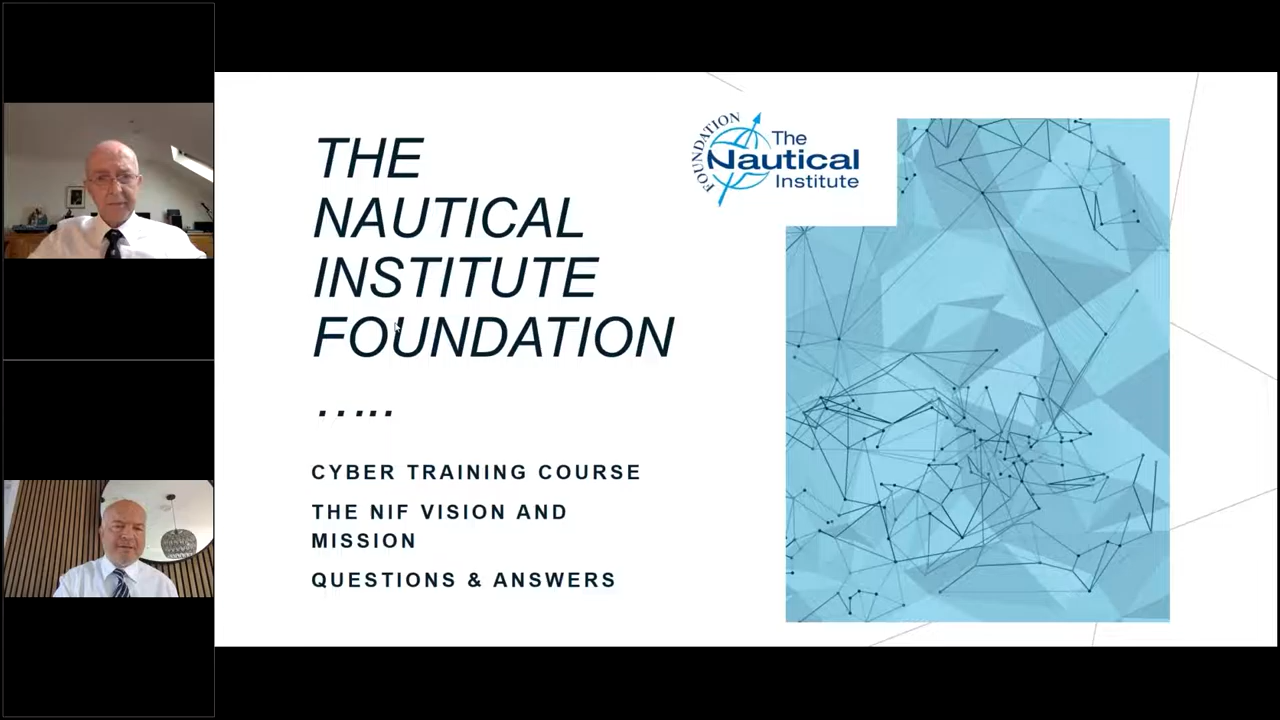 THE
NAUTICAL
INSTITUTE
FOUNDATION
.....
CYBER TRAINING COURSE
THE NIF VISION AND
MISSION
QUESTIONS & ANSWERS
FOUNDATION
The
Nautical
Institute